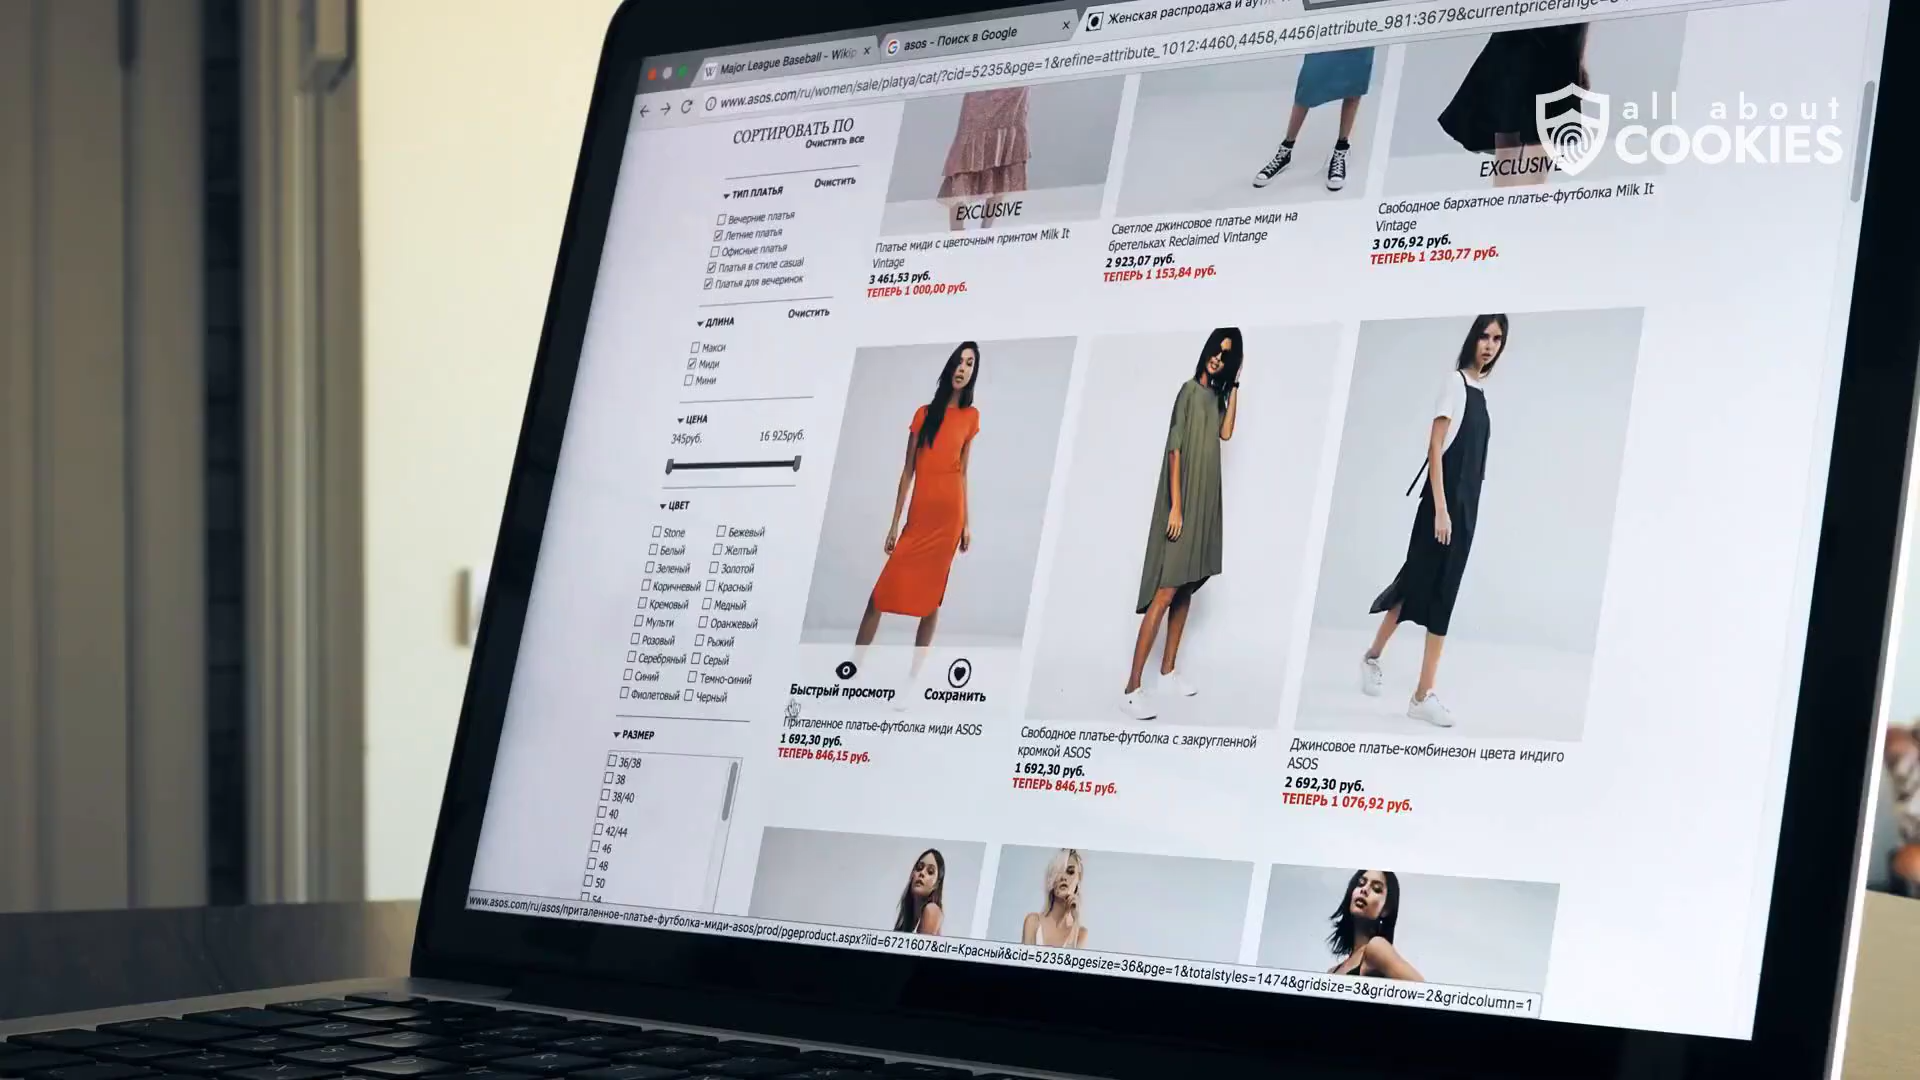 Major League Baseball - Wikip
asos - Поиск в Google
Женская распродажа и аут
www.asos.com/ru/women/sale/platya/cat/?cid=5235&pge=1&refine=attribute_1012:4460,4458,4456|attribute_981:3679&currentpricerange=
all about
COOKIES
СОРТИРОВАТЬ ПО
Очистить все
ТИП ПЛАТЬЯ
Очистить
Вечерние платья
Летние платья
Офисные платья
Платья в стиле casual
Платья для вечеринок
ДЛИНА
Очистить
Макси
Миди
Мини
ЦЕНА
345руб.
16 925руб.
ЦВЕТ
Stone
Бежевый
Белый
Желтый
Зеленый
Золотой
Коричневый
Красный
Кремовый
Медный
Мульти
Оранжевый
Розовый
Рыжий
Серебряный
Серый
Синий
Темно-синий
Фиолетовый
Черный
РАЗМЕР
36/38
38
38/40
40
42/44
46
48
50
54
EXCLUSIVE
Платье миди с цветочным принтом Milk It
Vintage
3 461,53 руб.
ТЕПЕРЬ 1 000,00 руб.
Светлое джинсовое платье миди на
бретельках Reclaimed Vintange
2 923,07 руб.
ТЕПЕРЬ 1 153,84 руб.
EXCLUSIVE
Свободное бархатное платье-футболка Milk It
Vintage
3 076,92 руб.
ТЕПЕРЬ 1 230,77 руб.
Быстрый просмотр
Сохранить
Приталенное платье-футболка миди ASOS
1 692,30 руб.
ТЕПЕРЬ 846,15 руб.
Свободное платье-футболка с закругленной
кромкой ASOS
1 692,30 руб.
ТЕПЕРЬ 846,15 руб.
Джинсовое платье-комбинезон цвета индиго
ASOS
2 692,30 руб.
ТЕПЕРЬ 1 076,92 руб.
www.asos.com/ru/asos/приталенное-платье-футболка-миди-asos/prod/pgeproduct.aspx?iid=6721607&clr=Красный&cid=5235&pgesize=36&pge=1&totalstyles=1474&gridsize=3&gridrow=2&gridcolumn=1